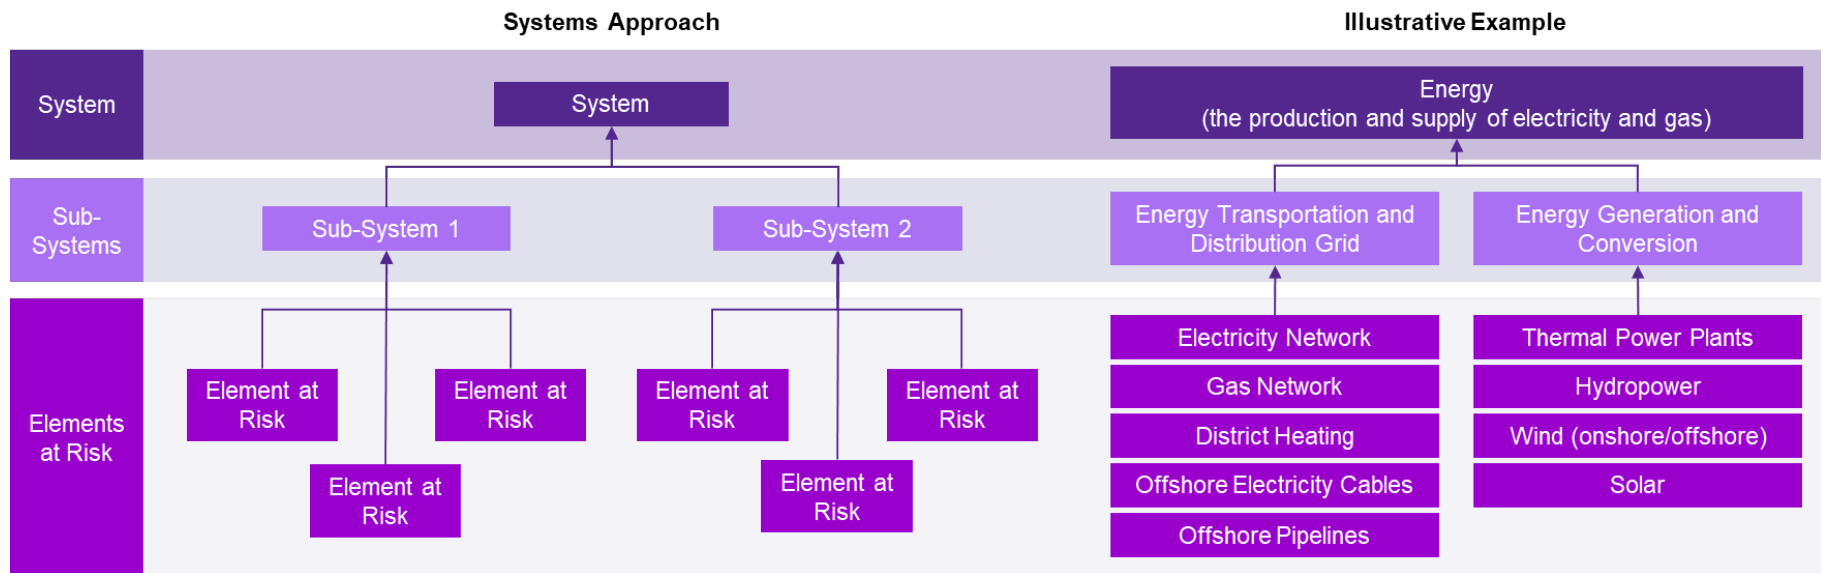 Systems Approach
Illustrative Example
System
System
Energy
(the production and supply of electricity and gas)
Sub-
Systems
Sub-System 1
Sub-System 2
Energy Transportation and
Distribution Grid
Energy Generation and
Conversion
Elements
at Risk
Element at
Risk
Element at
Risk
Element at
Risk
Element at
Risk
Element at
Risk
Element at
Risk
Electricity Network
Gas Network
District Heating
Offshore Electricity Cables
Offshore Pipelines
Thermal Power Plants
Hydropower
Wind (onshore/offshore)
Solar